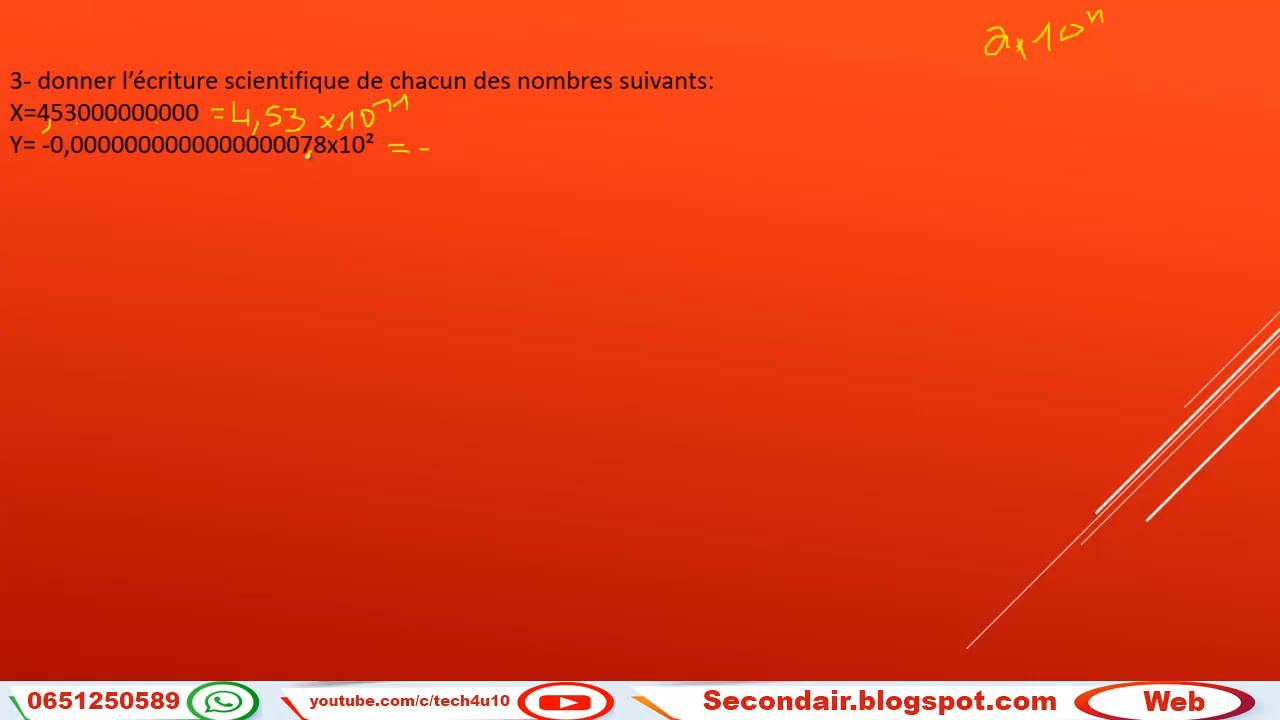 a×10ⁿ
3- donner l’écriture scientifique de chacun des nombres suivants:
X=453000000000 = 4,53 ×10¹¹
Y= -0,0000000000000000078x10² = -
0651250589 youtube.com/c/tech4u10 Secondair.blogspot.com Web